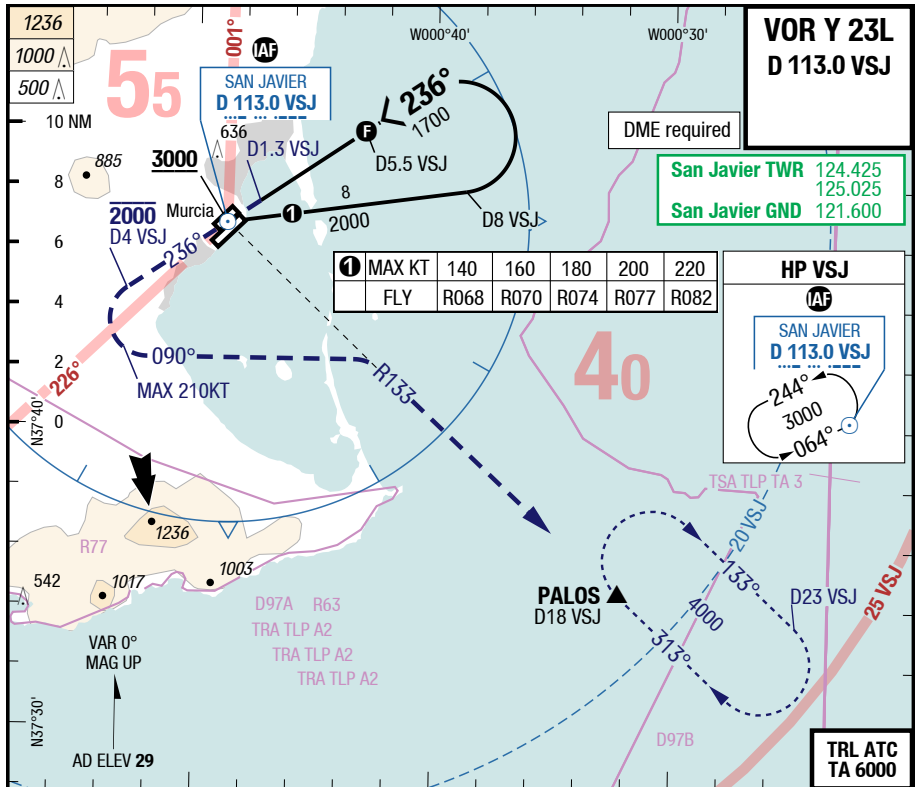 1236
1000
500
55
001°
IAF
SAN JAVIER
D 113.0 VSJ
W000°40'
W000°30'
VOR Y 23L
D 113.0 VSJ
10 NM
885
636
3000
D1.3 VSJ
F
236°
1700
D5.5 VSJ
DME required
San Javier TWR 124.425
125.025
San Javier GND 121.600
8
2000
D4 VSJ
Murcia
1
8
2000
D8 VSJ
6
236°
1 MAX KT 140 160 180 200 220
FLY R068 R070 R074 R077 R082
HP VSJ
IAF
SAN JAVIER
D 113.0 VSJ
244°
3000
064°
4
2
090°
MAX 210KT
R133
40
226°
N37°40'
0
TSA TLP TA 3
20 VSJ
1236
R77
542
1017
1003
D97A R63
TRA TLP A2
TRA TLP A2
TRA TLP A2
PALOS
D18 VSJ
133°
4000
313°
D23 VSJ
25 VSJ
VAR 0°
MAG UP
N37°30'
D97B
AD ELEV 29
TRL ATC
TA 6000